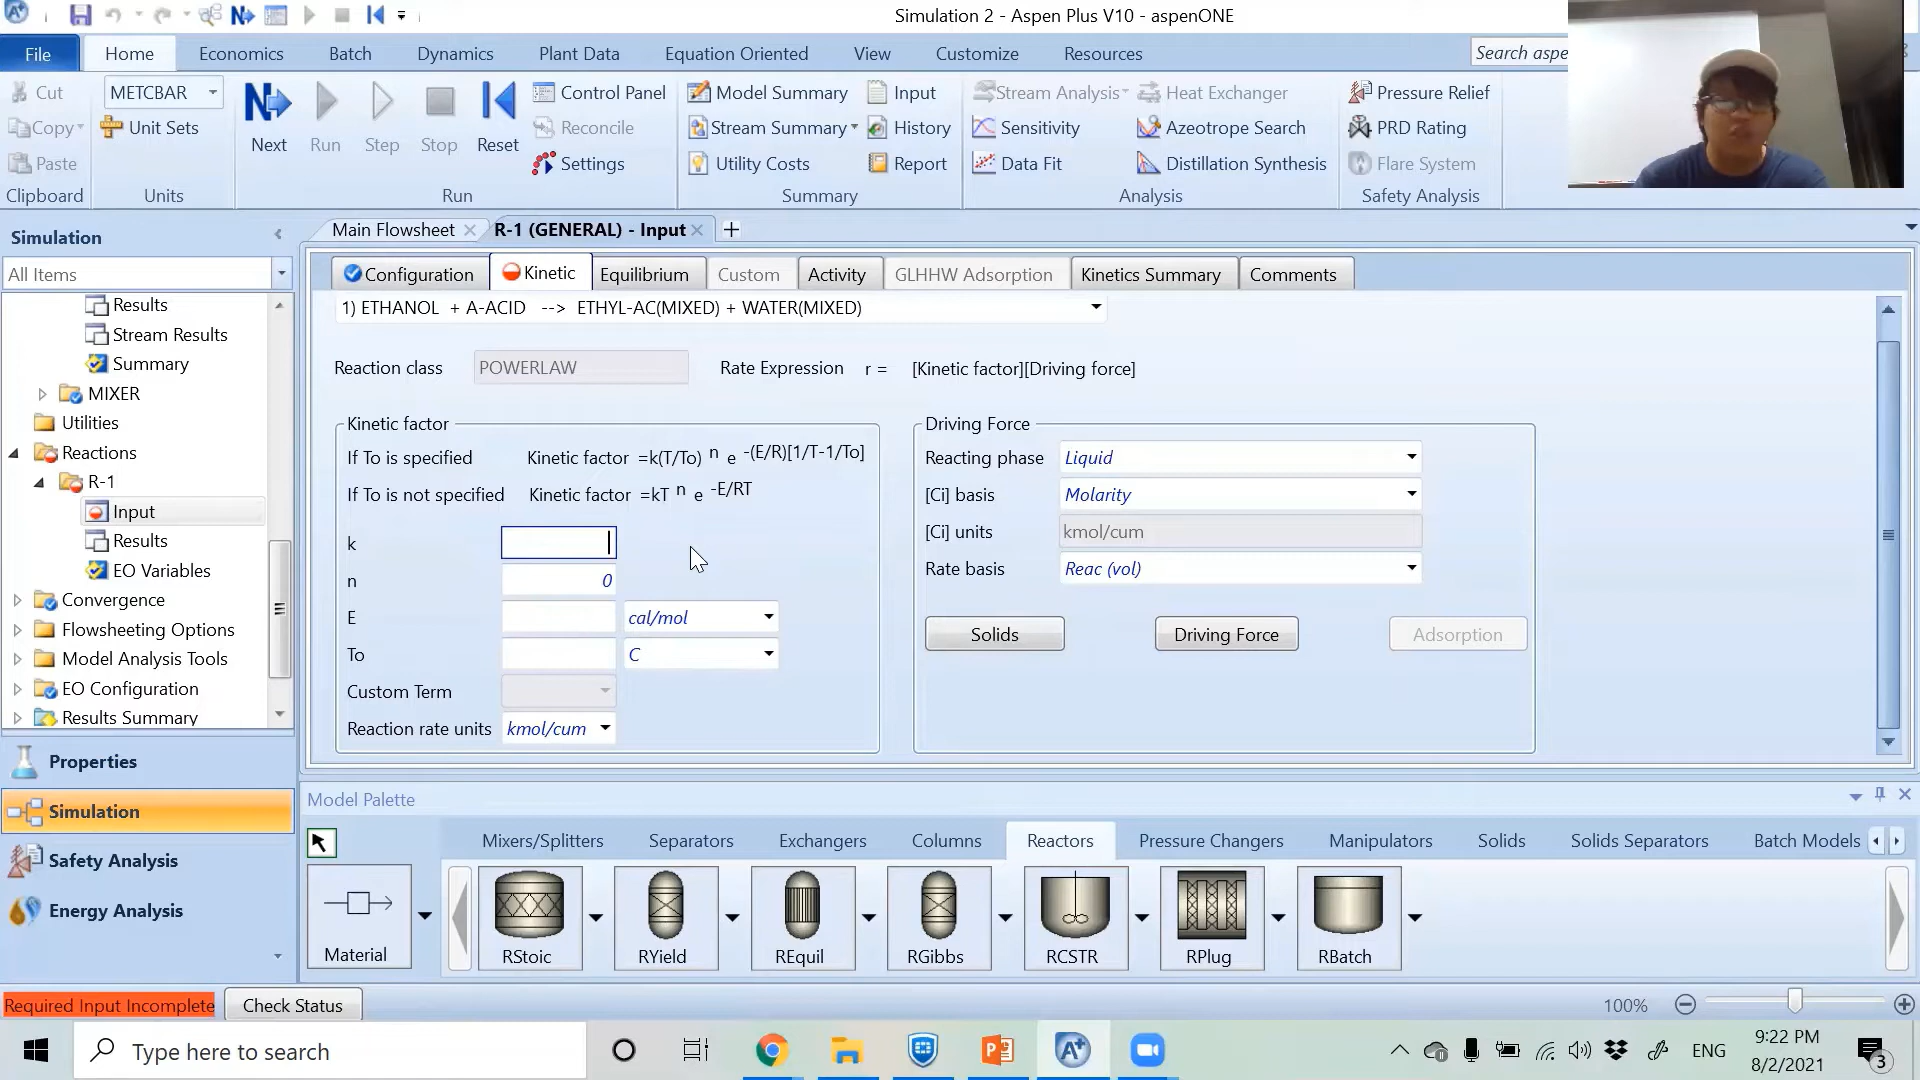 Simulation 2 - Aspen Plus V10 - aspenONE
File Home Economics Batch Dynamics Plant Data Equation Oriented View Customize Resources Search aspe
Cut METCBAR Control Panel Model Summary Input Stream Analysis Heat Exchanger Pressure Relief
Copy Unit Sets Next Run Step Stop Reset Reconcile Stream Summary History Sensitivity Azeotrope Search PRD Rating
Paste Settings Utility Costs Report Data Fit Distillation Synthesis Flare System
Clipboard Units Run Summary Analysis Safety Analysis
Simulation
All Items
Results
Stream Results
Summary
MIXER
Utilities
Reactions
R-1
Input
Results
EO Variables
Convergence
Flowsheeting Options
Model Analysis Tools
EO Configuration
Results Summary
Properties
Simulation
Safety Analysis
Energy Analysis
Main Flowsheet R-1 (GENERAL) - Input
Configuration Kinetic Equilibrium Custom Activity GLHHW Adsorption Kinetics Summary Comments
1) ETHANOL + A-ACID --> ETHYL-AC(MIXED) + WATER(MIXED)
Reaction class POWERLAW Rate Expression r = [Kinetic factor][Driving force]
Kinetic factor
If To is specified Kinetic factor =k(T/To) n e -(E/R)[1/T-1/To]
If To is not specified Kinetic factor =kT n e -E/RT
k
n 0
E cal/mol
To C
Custom Term
Reaction rate units kmol/cum
Driving Force
Reacting phase Liquid
[Ci] basis Molarity
[Ci] units kmol/cum
Rate basis Reac (vol)
Solids Driving Force Adsorption
Model Palette
Mixers/Splitters Separators Exchangers Columns Reactors Pressure Changers Manipulators Solids Solids Separators Batch Models
Material RStoic RYield REquil RGibbs RCSTR RPlug RBatch
Required Input Incomplete Check Status 100%
Type here to search ENG 9:22 PM
8/2/2021 3